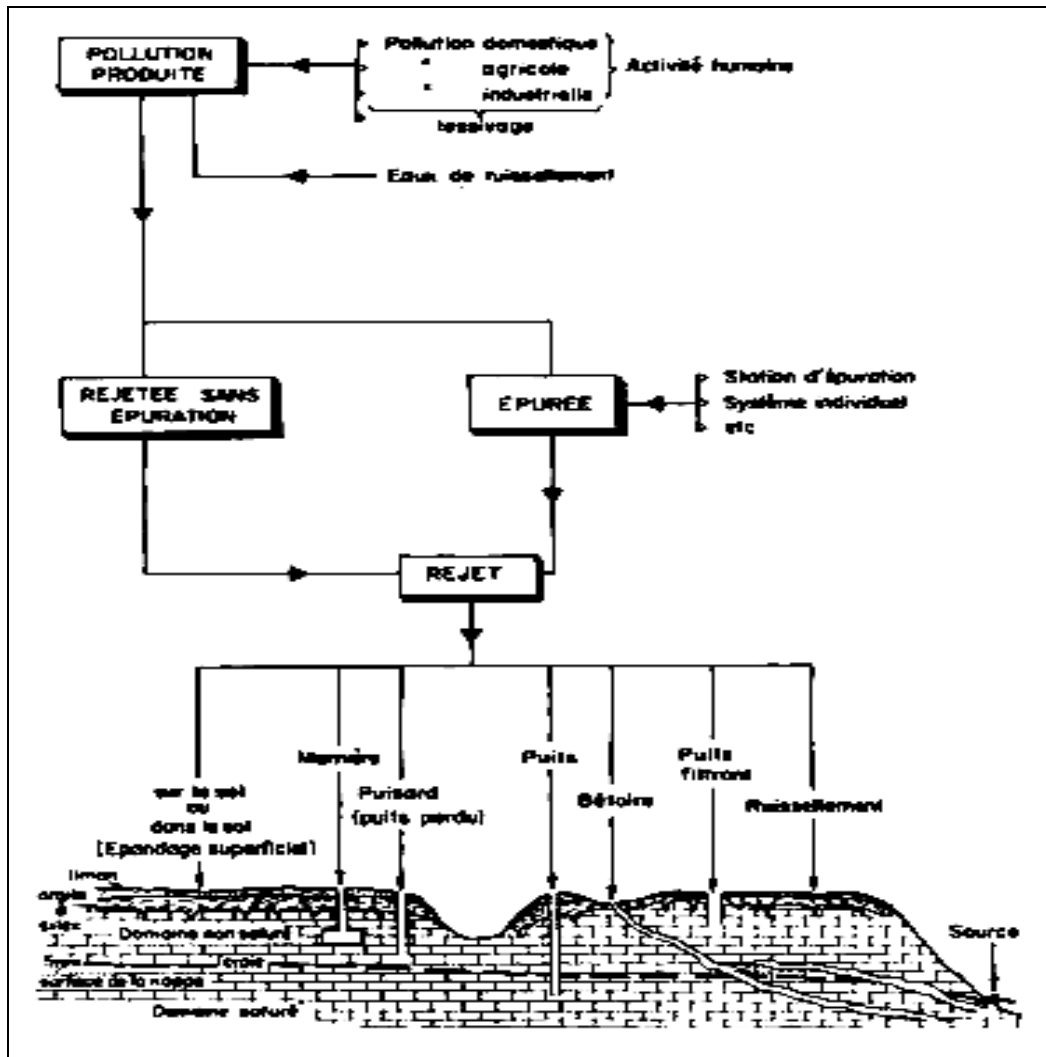 POLLUTION
PRODUITE
Pollution domestique
" agricole
" industrielle
lessivage
Activité humaine
Eaux de ruissellement
REJETEE SANS
EPURATION
EPURÉE
Station d'épuration
Système individuel
etc
REJET
sur le sol
ou
dans le sol
[Epandage superficiel]
Marnière
Puisard
(puits perdu)
Puits
Bétoire
Puits
filtrant
Ruissellement
limon
argile
à
silex
Domaine non saturé
craie
surface de la nappe
Domaine saturé
Source